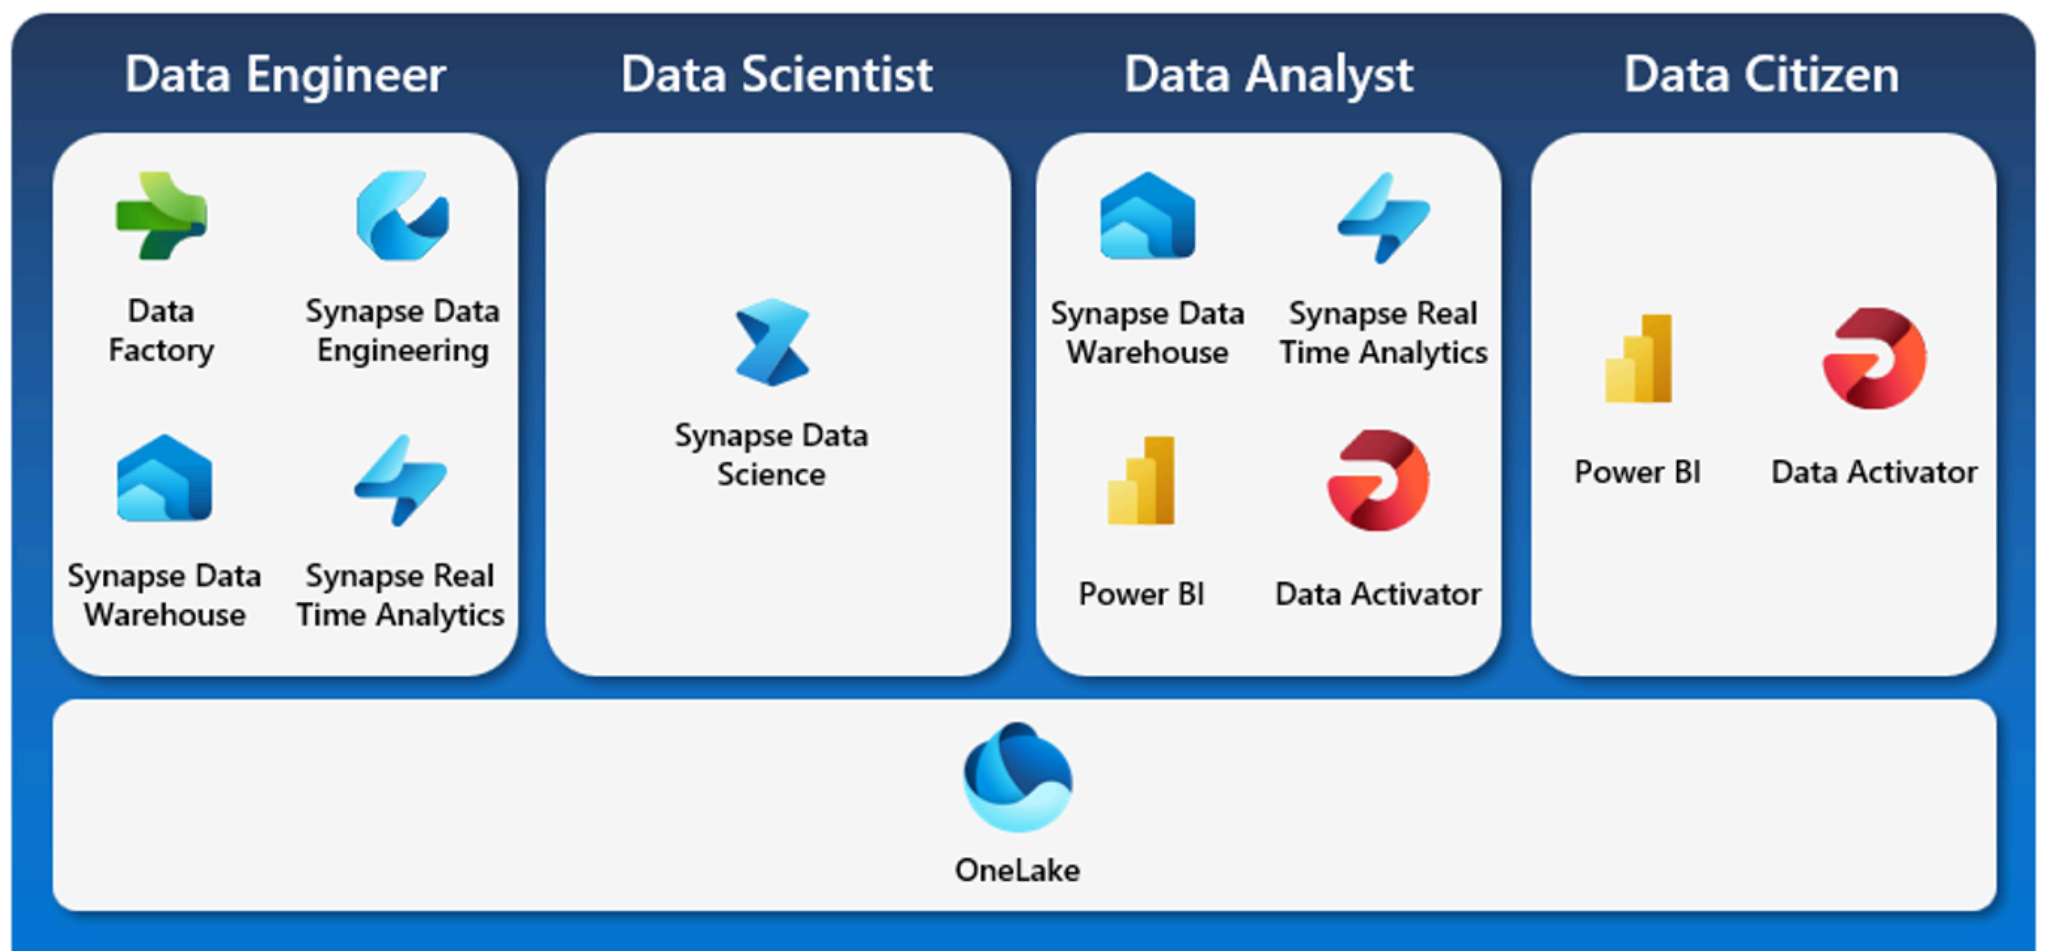 Data Engineer
Data Scientist
Data Analyst
Data Citizen
Data
Factory
Synapse Data
Engineering
Synapse Data
Warehouse
Synapse Real
Time Analytics
Synapse Data
Science
Synapse Data
Warehouse
Synapse Real
Time Analytics
Power BI
Data Activator
Power BI
Data Activator
OneLake